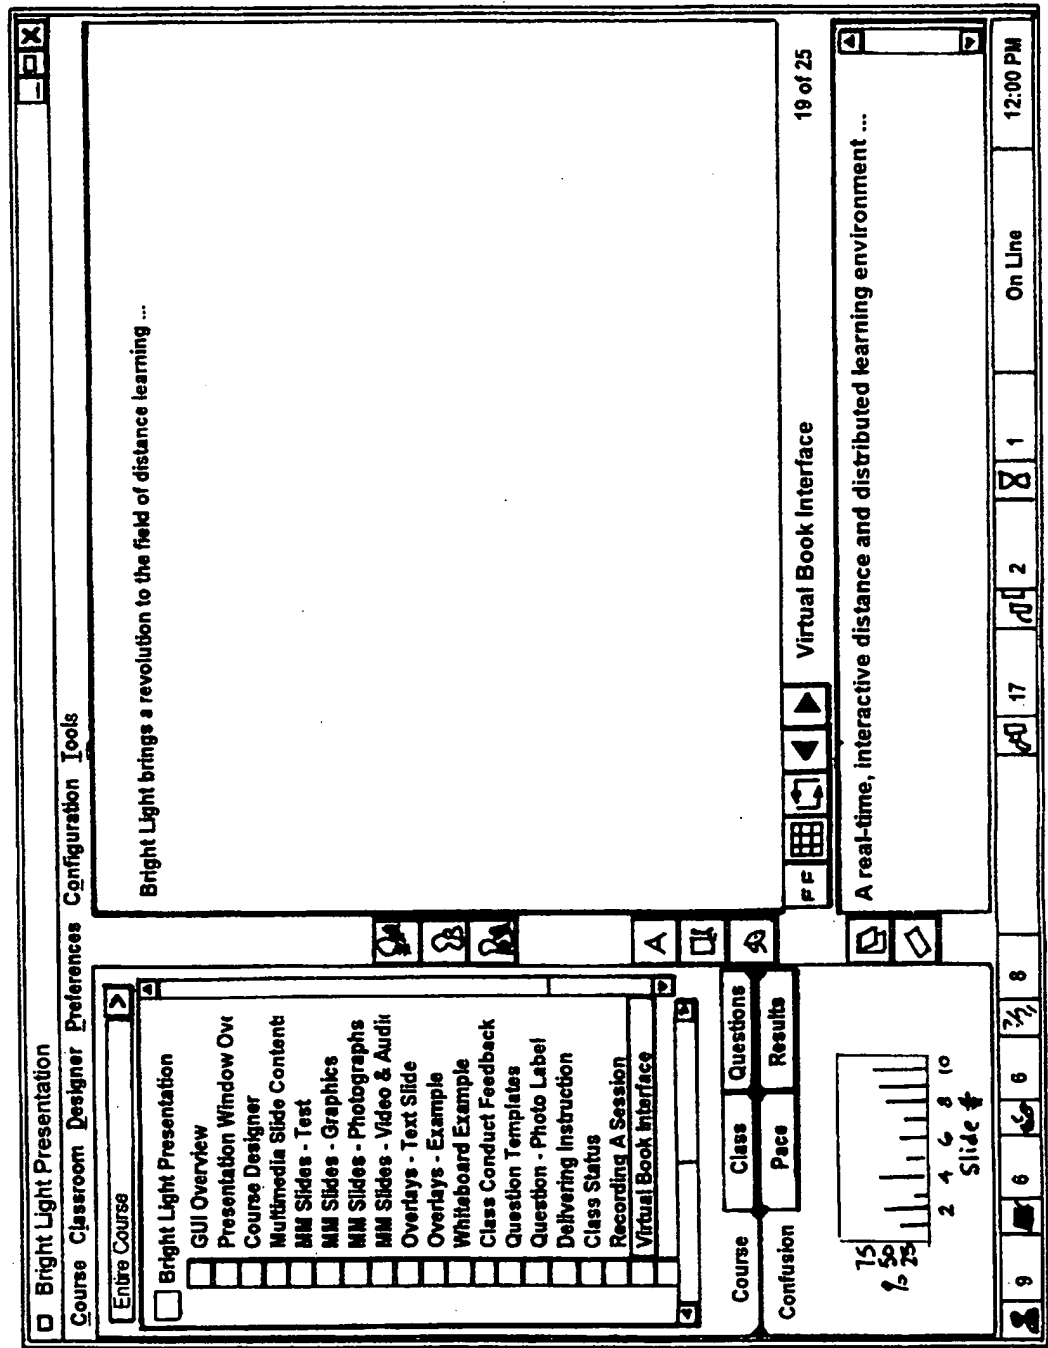 Bright Light Presentation
Course Classroom Designer Preferences Configuration Tools
Entire Course
Bright Light Presentation
GUI Overview
Presentation Window Ove
Course Designer
Multimedia Slide Contents
MM Slides - Test
MM Slides - Graphics
MM Slides - Photographs
MM Slides - Video & Audio
Overlays - Text Slide
Overlays - Example
Whiteboard Example
Class Conduct Feedback
Question Templates
Question - Photo Label
Delivering Instruction
Class Status
Recording A Session
Virtual Book Interface
Bright Light brings a revolution to the field of distance learning ...
A
FF
Virtual Book Interface
19 of 25
A real-time, interactive distance and distributed learning environment ...
Course Class Questions
Confusion Pace Results
75
% 50
25
2 4 6 8 10
Slide #
9 6 6 8 17 2 1 On Line 12:00 PM